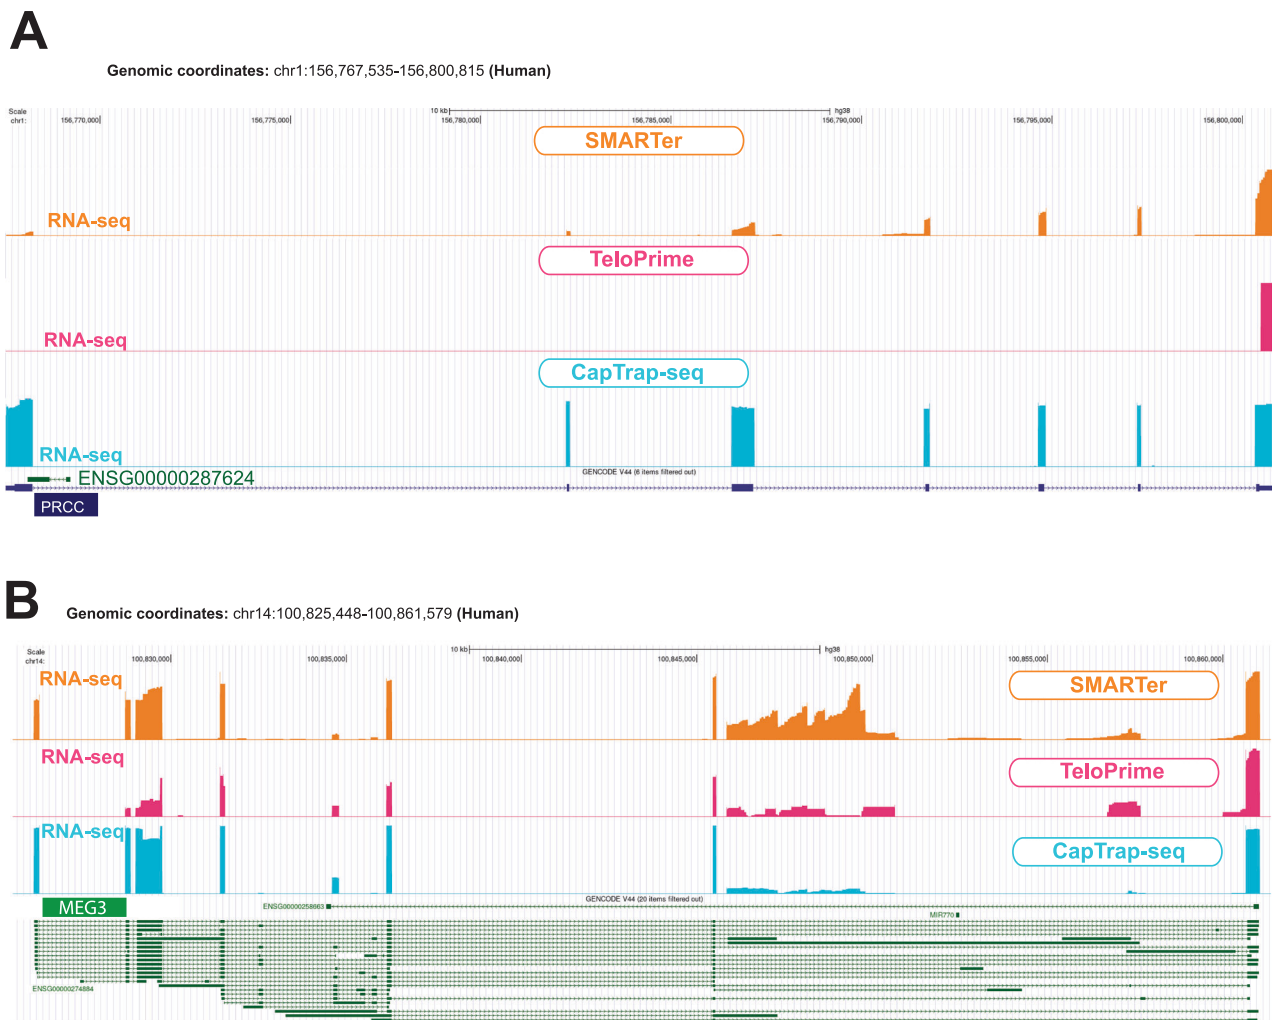 A
Genomic coordinates: chr1:156,767,535-156,800,815 (Human)
Scale 10 kb hg38
chr1: 156,770,000 156,775,000 156,780,000 156,785,000 156,790,000 156,795,000 156,800,000
SMARTer
RNA-seq
TeloPrime
RNA-seq
CapTrap-seq
RNA-seq
GENCODE V44 (6 items filtered out)
ENSG00000287624
PRCC
B
Genomic coordinates: chr14:100,825,448-100,861,579 (Human)
Scale 10 kb hg38
chr14: 100,830,000 100,835,000 100,840,000 100,845,000 100,850,000 100,855,000 100,860,000
RNA-seq SMARTer
RNA-seq TeloPrime
RNA-seq CapTrap-seq
GENCODE V44 (20 items filtered out)
MEG3 ENSG00000258663
MIR770
ENSG00000274884